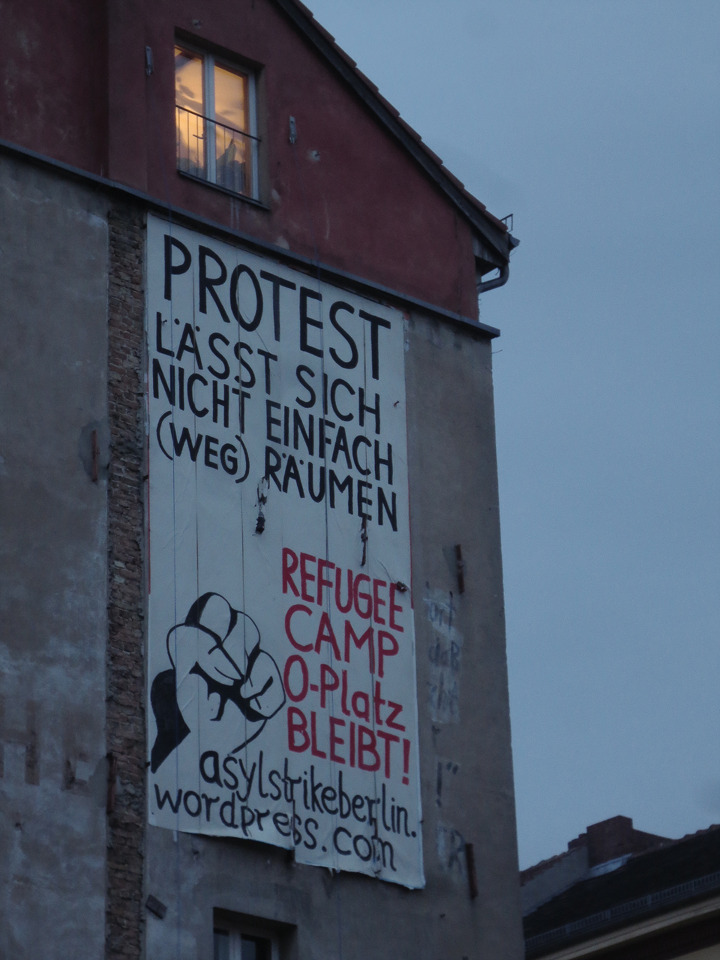 PROTEST
LÄSST SICH
NICHT EINFACH
(WEG) RÄUMEN
REFUGEE
CAMP
O-Platz
BLEIBT!
asylstrikeberlin.
wordpress.com